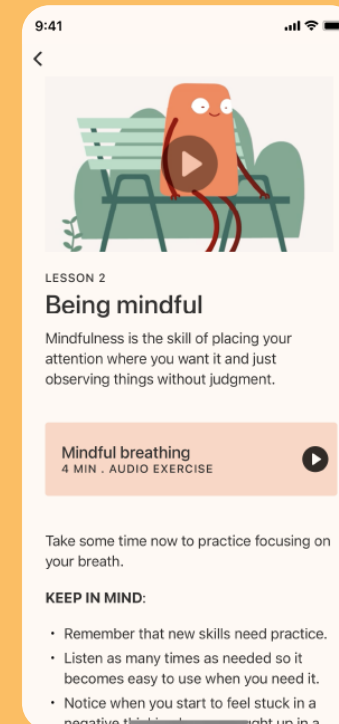 9:41
LESSON 2
Being mindful
Mindfulness is the skill of placing your
attention where you want it and just
observing things without judgment.
Mindful breathing
4 MIN . AUDIO EXERCISE
Take some time now to practice focusing on
your breath.
KEEP IN MIND:
• Remember that new skills need practice.
• Listen as many times as needed so it
becomes easy to use when you need it.
• Notice when you start to feel stuck in a
negative